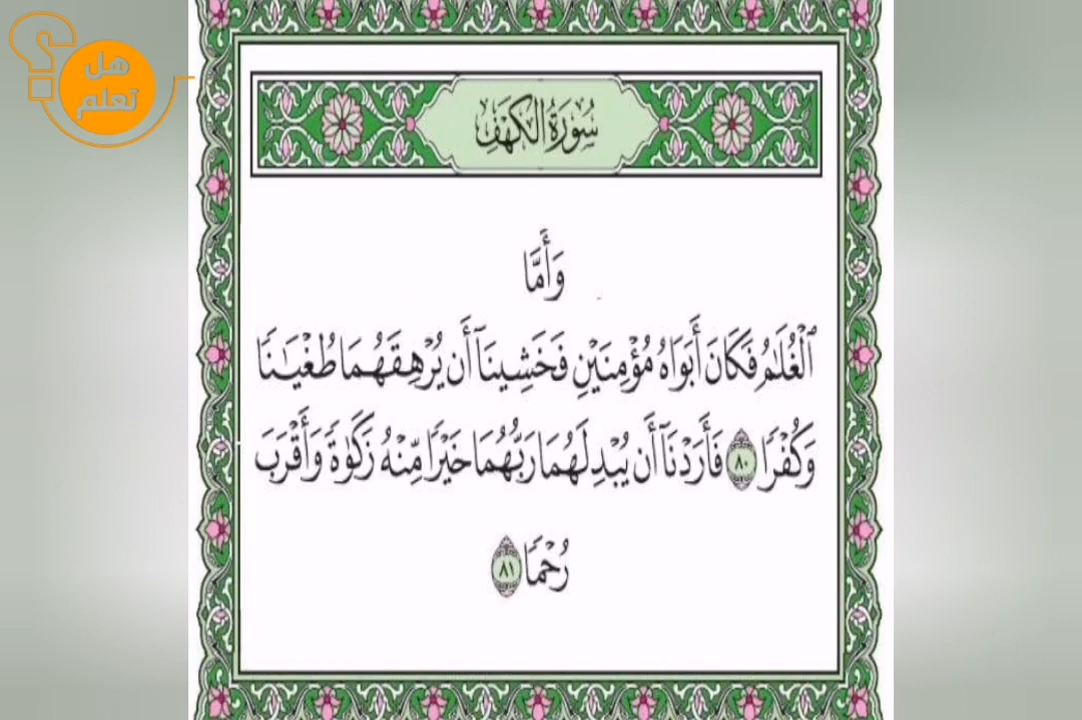 هل
تعلم
سُورَةُ الكَهۡفِ
وَأَمَّا
ٱلۡغُلَٰمُ فَكَانَ أَبَوَاهُ مُؤۡمِنَيۡنِ فَخَشِينَآ أَن يُرۡهِقَهُمَا طُغۡيَٰنٗا
وَكُفۡرٗا ٨٠ فَأَرَدۡنَآ أَن يُبۡدِلَهُمَا رَبُّهُمَا خَيۡرٗا مِّنۡهُ زَكَوٰةٗ وَأَقۡرَبَ
رُحۡمٗا ٨١